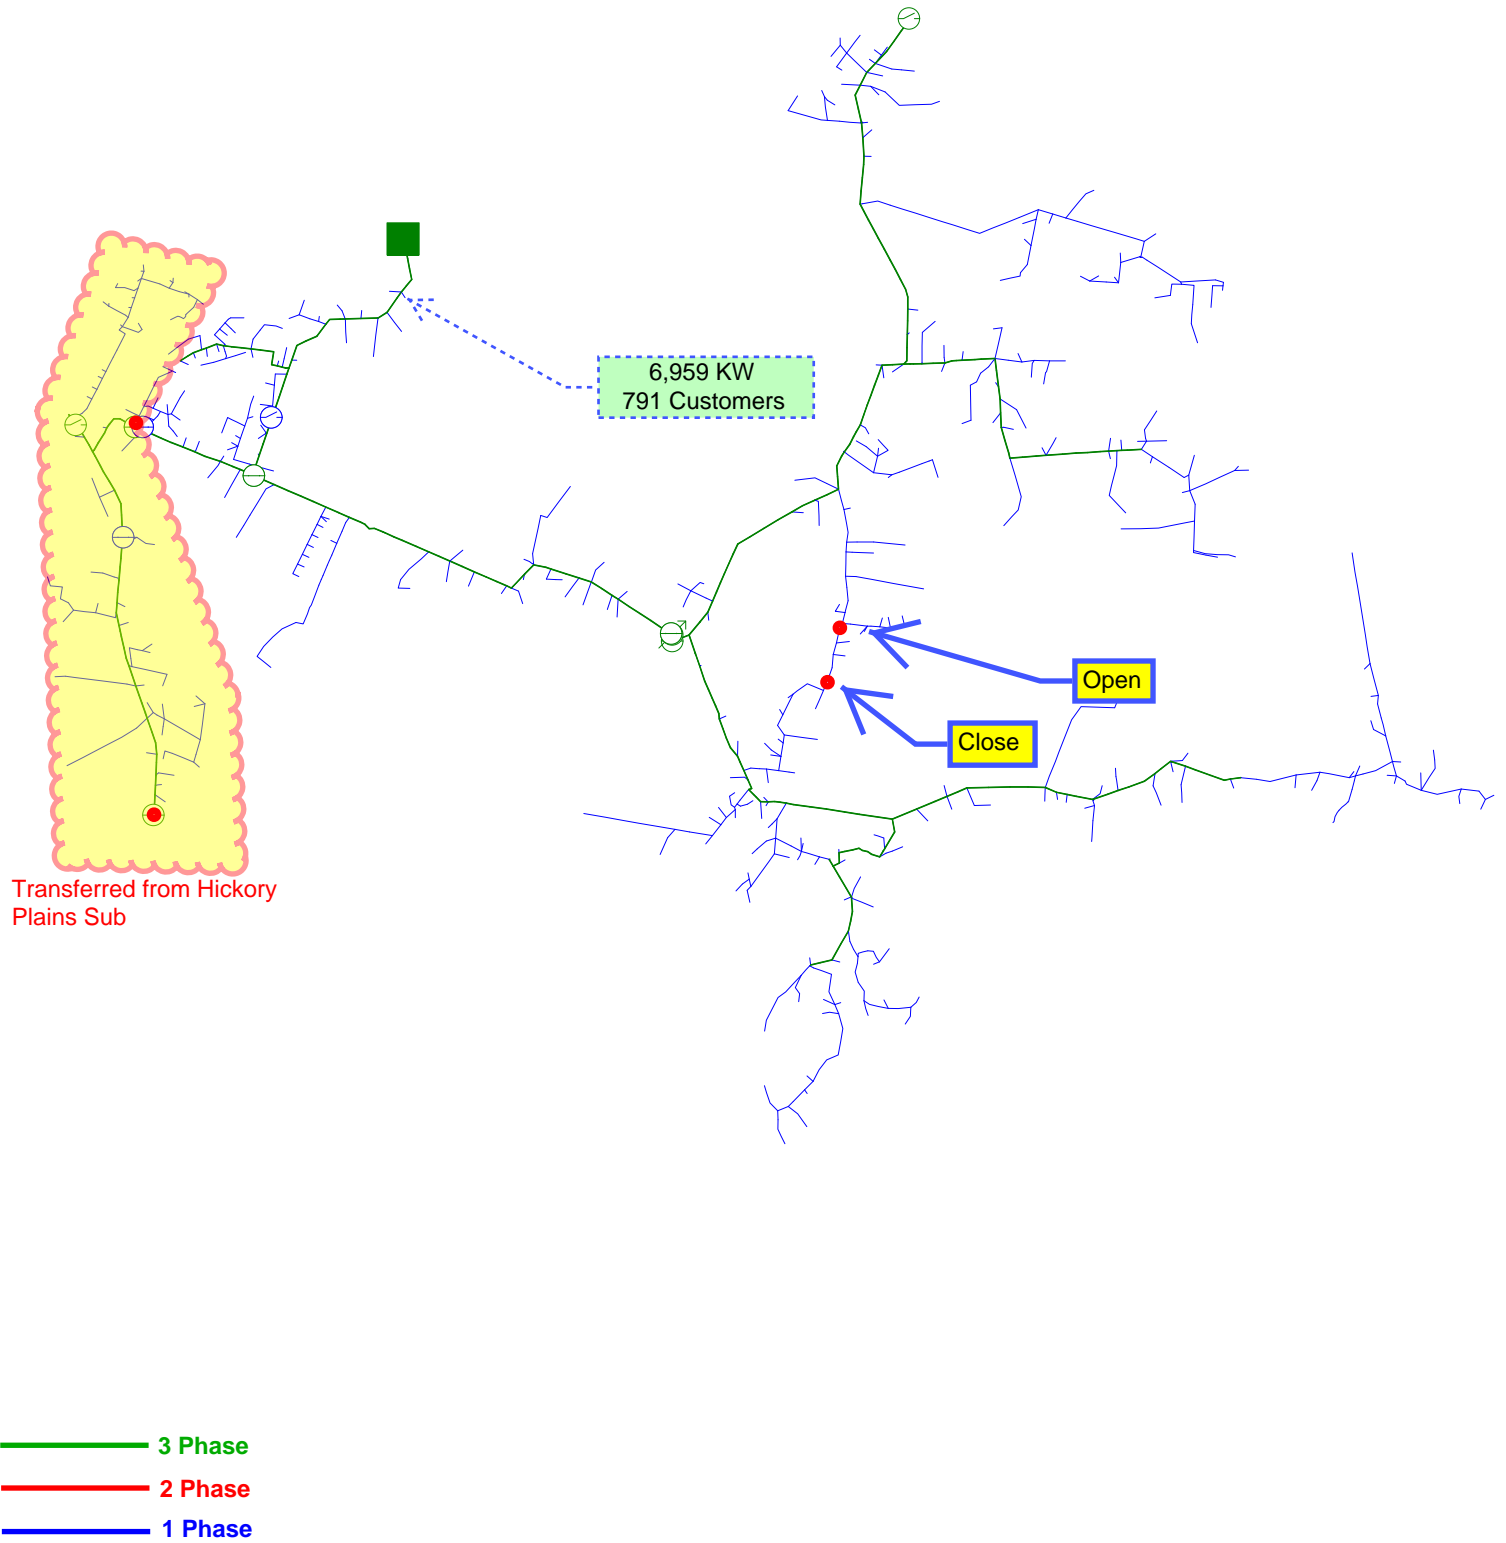 6,959 KW
791 Customers
Open
Close
Transferred from Hickory
Plains Sub
3 Phase
2 Phase
1 Phase